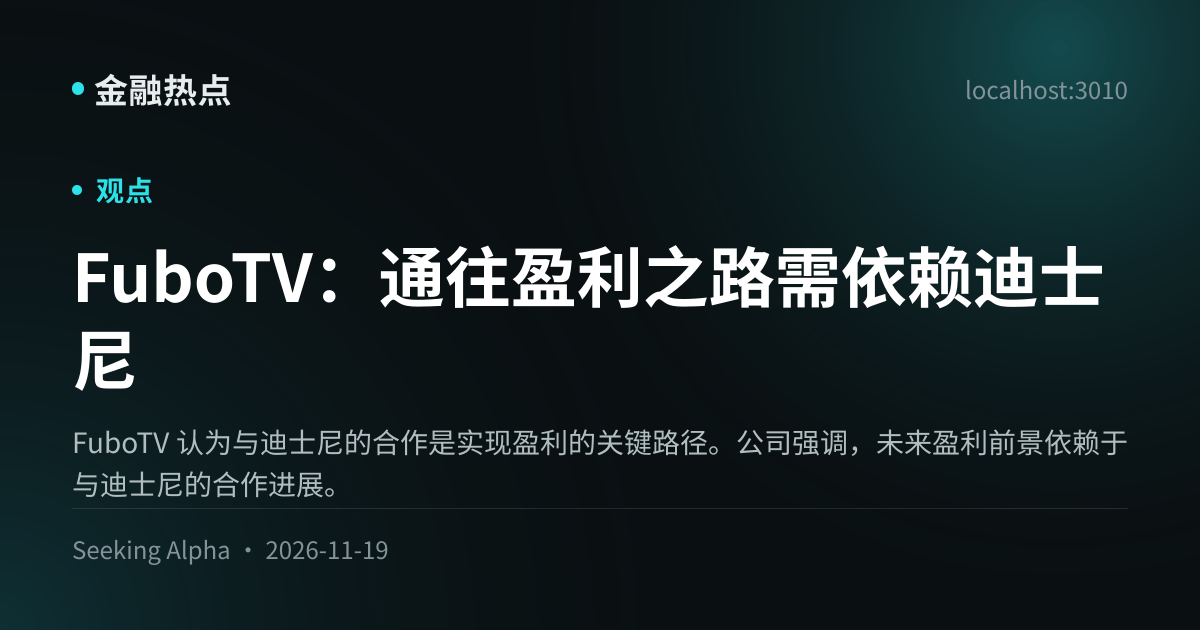 金融热点
localhost:3010
观点
FuboTV：通往盈利之路需依赖迪士
尼
FuboTV 认为与迪士尼的合作是实现盈利的关键路径。公司强调，未来盈利前景依赖于
与迪士尼的合作进展。
Seeking Alpha · 2026-11-19